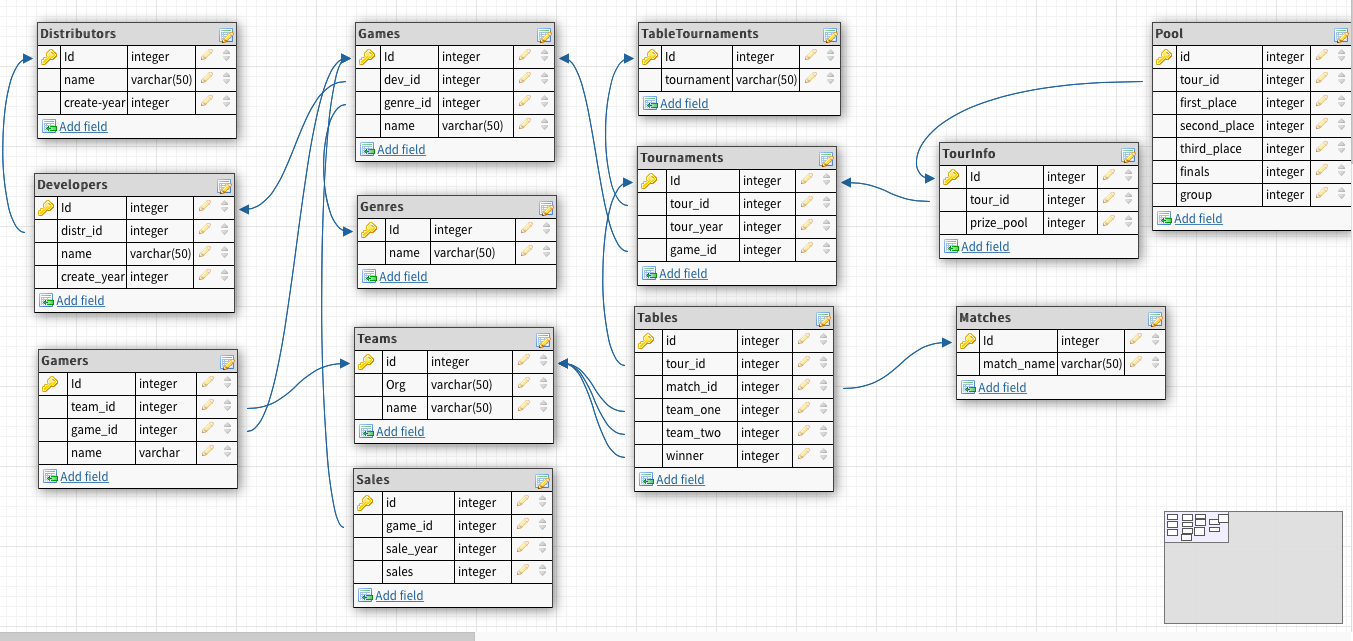 Distributors
Id integer
name varchar(50)
create-year integer
Add field
Developers
Id integer
distr_id integer
name varchar(50)
create_year integer
Add field
Gamers
Id integer
team_id integer
game_id integer
name varchar
Add field
Games
Id integer
dev_id integer
genre_id integer
name varchar(50)
Add field
Genres
Id integer
name varchar(50)
Add field
Teams
id integer
Org varchar(50)
name varchar(50)
Add field
Sales
id integer
game_id integer
sale_year integer
sales integer
Add field
TableTournaments
Id integer
tournament varchar(50)
Add field
Tournaments
Id integer
tour_id integer
tour_year integer
game_id integer
Add field
Tables
id integer
tour_id integer
match_id integer
team_one integer
team_two integer
winner integer
Add field
TourInfo
Id integer
tour_id integer
prize_pool integer
Add field
Matches
Id integer
match_name varchar(50)
Add field
Pool
id integer
tour_id integer
first_place integer
second_place integer
third_place integer
finals integer
group integer
Add field